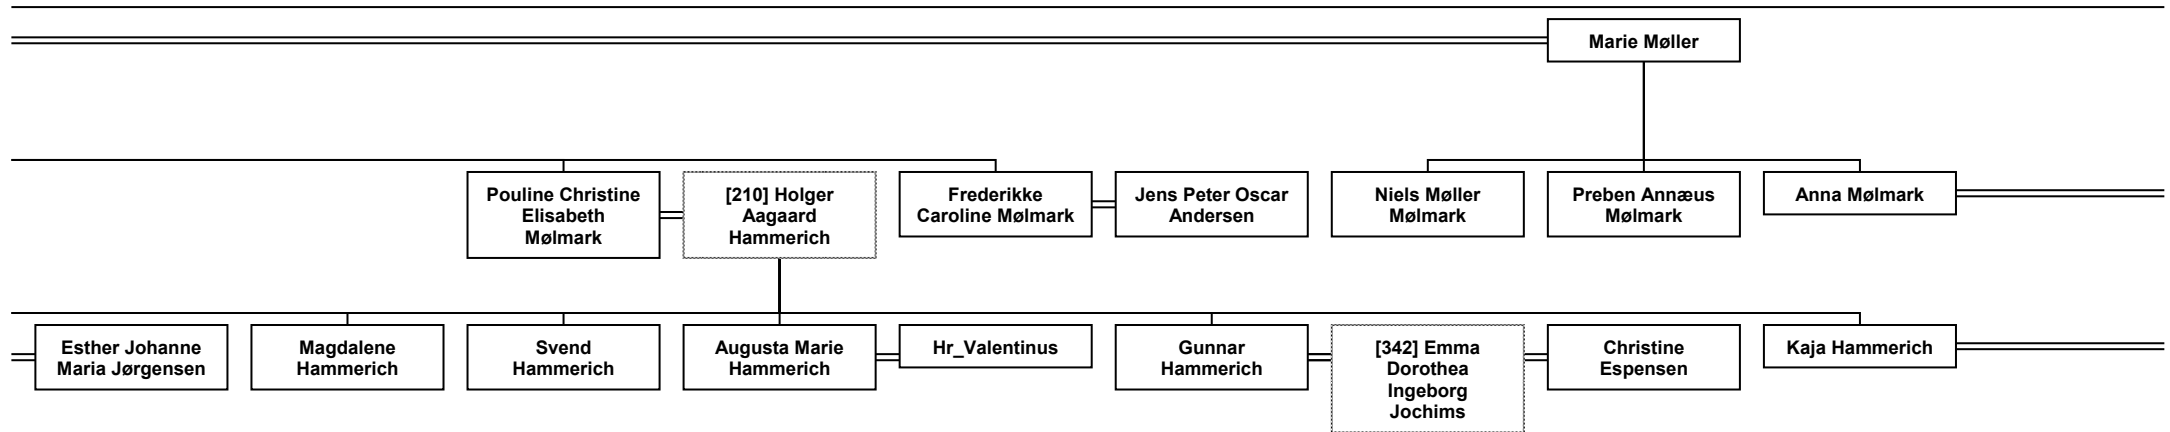 Marie Møller
Pouline Christine
Elisabeth
Mølmark
[210] Holger
Aagaard
Hammerich
Frederikke
Caroline Mølmark
Jens Peter Oscar
Andersen
Niels Møller
Mølmark
Preben Annæus
Mølmark
Anna Mølmark
Esther Johanne
Maria Jørgensen
Magdalene
Hammerich
Svend
Hammerich
Augusta Marie
Hammerich
Hr_Valentinus
Gunnar
Hammerich
[342] Emma
Dorothea
Ingeborg
Jochims
Christine
Espensen
Kaja Hammerich